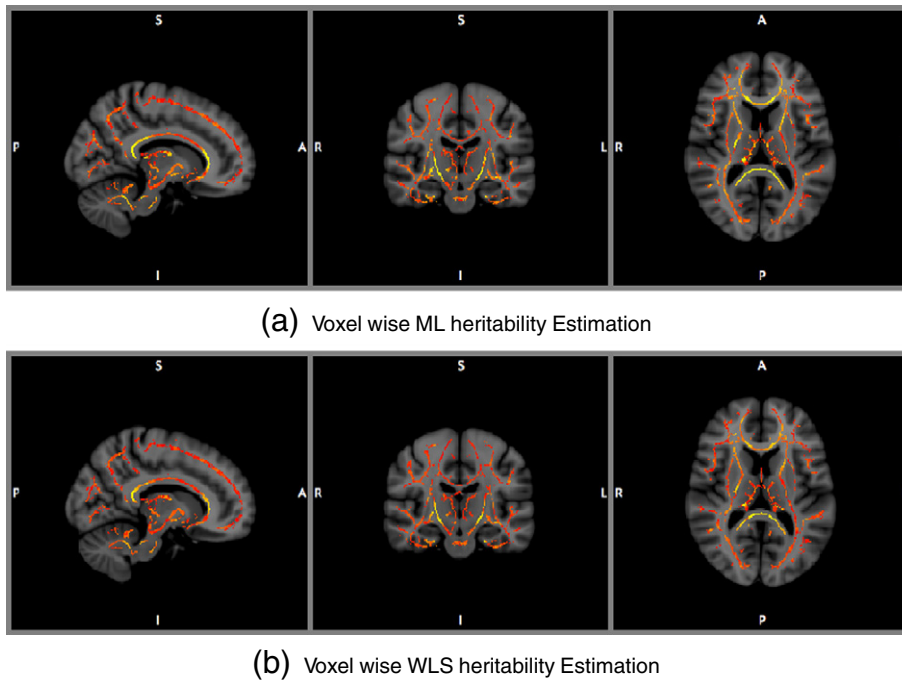 S S A
P A R L R
I I P
(a) Voxel wise ML heritability Estimation
S S A
P A R L R
I I P
(b) Voxel wise WLS heritability Estimation